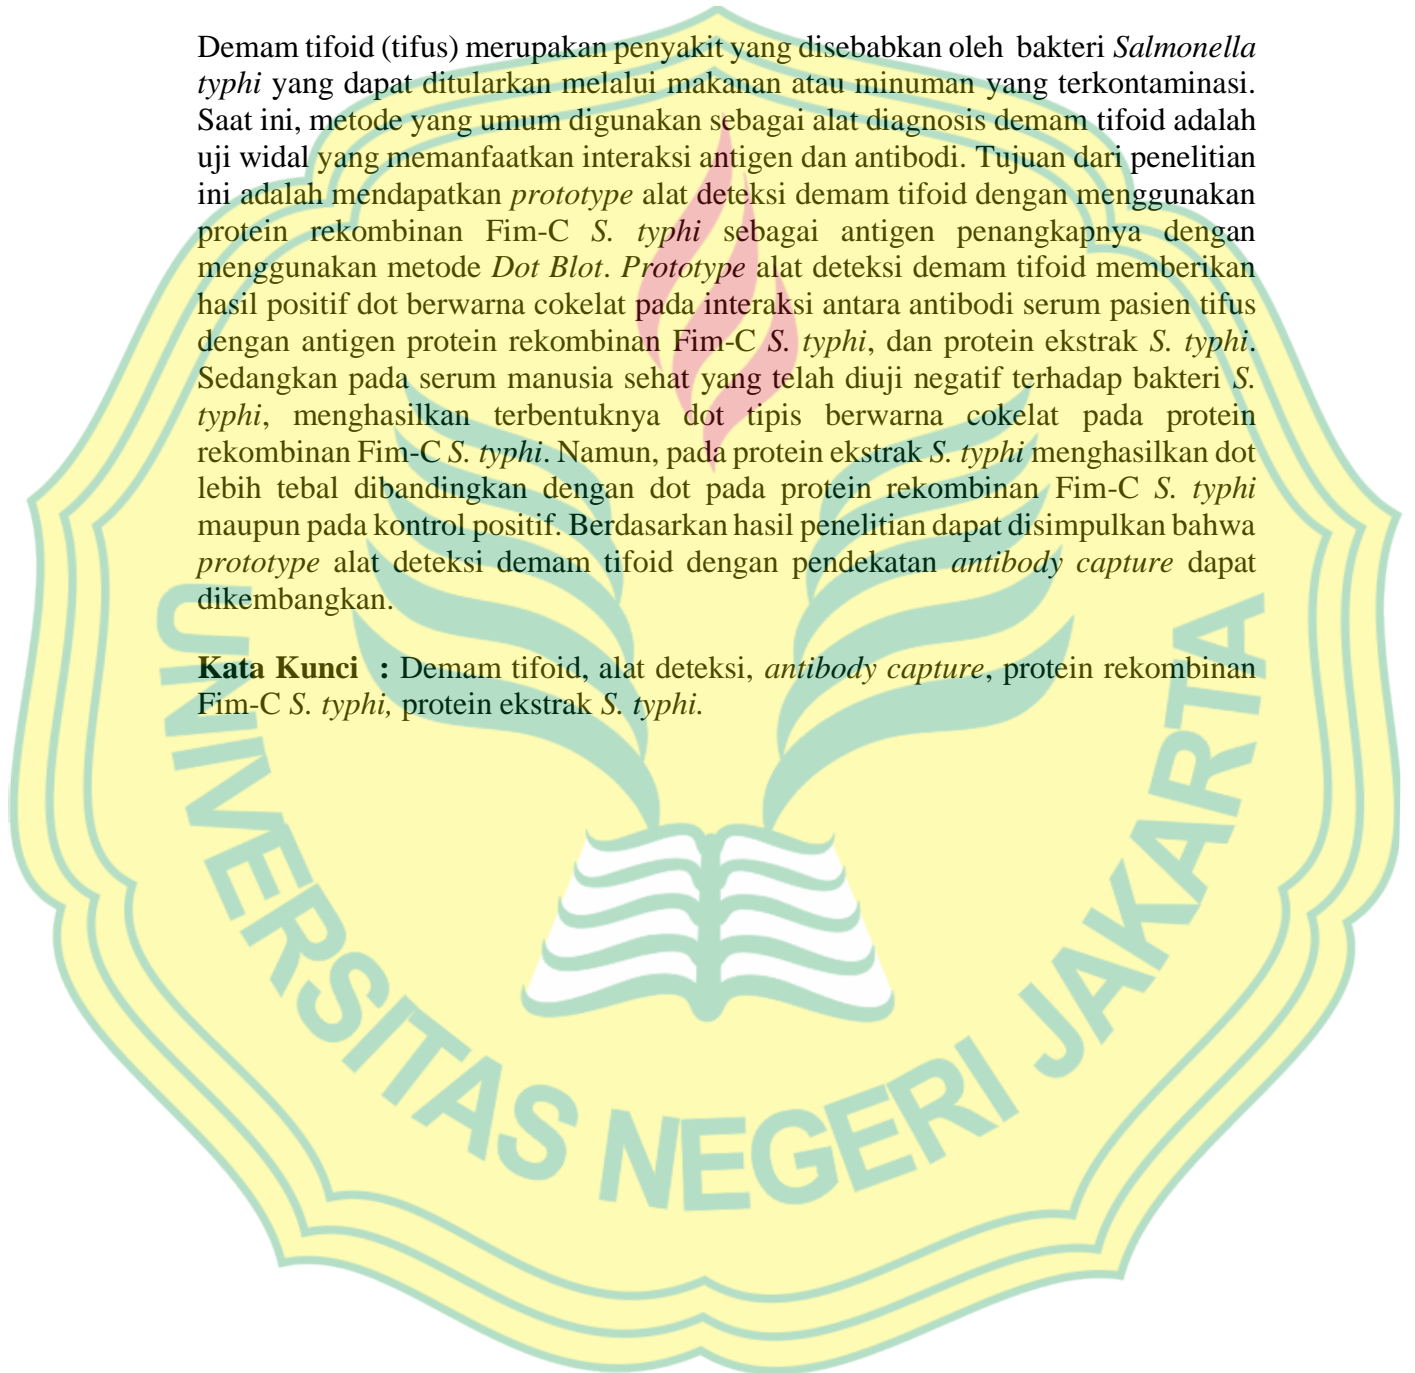 Demam tifoid (tifus) merupakan penyakit yang disebabkan oleh bakteri Salmonella
typhi yang dapat ditularkan melalui makanan atau minuman yang terkontaminasi.
Saat ini, metode yang umum digunakan sebagai alat diagnosis demam tifoid adalah
uji widal yang memanfaatkan interaksi antigen dan antibodi. Tujuan dari penelitian
ini adalah mendapatkan prototype alat deteksi demam tifoid dengan menggunakan
protein rekombinan Fim-C S. typhi sebagai antigen penangkapnya dengan
menggunakan metode Dot Blot. Prototype alat deteksi demam tifoid memberikan
hasil positif dot berwarna cokelat pada interaksi antara antibodi serum pasien tifus
dengan antigen protein rekombinan Fim-C S. typhi, dan protein ekstrak S. typhi.
Sedangkan pada serum manusia sehat yang telah diuji negatif terhadap bakteri S.
typhi, menghasilkan terbentuknya dot tipis berwarna cokelat pada protein
rekombinan Fim-C S. typhi. Namun, pada protein ekstrak S. typhi menghasilkan dot
lebih tebal dibandingkan dengan dot pada protein rekombinan Fim-C S. typhi
maupun pada kontrol positif. Berdasarkan hasil penelitian dapat disimpulkan bahwa
prototype alat deteksi demam tifoid dengan pendekatan antibody capture dapat
dikembangkan.
Kata Kunci : Demam tifoid, alat deteksi, antibody capture, protein rekombinan
Fim-C S. typhi, protein ekstrak S. typhi.
UNIVERSITAS NEGERI JAKARTA